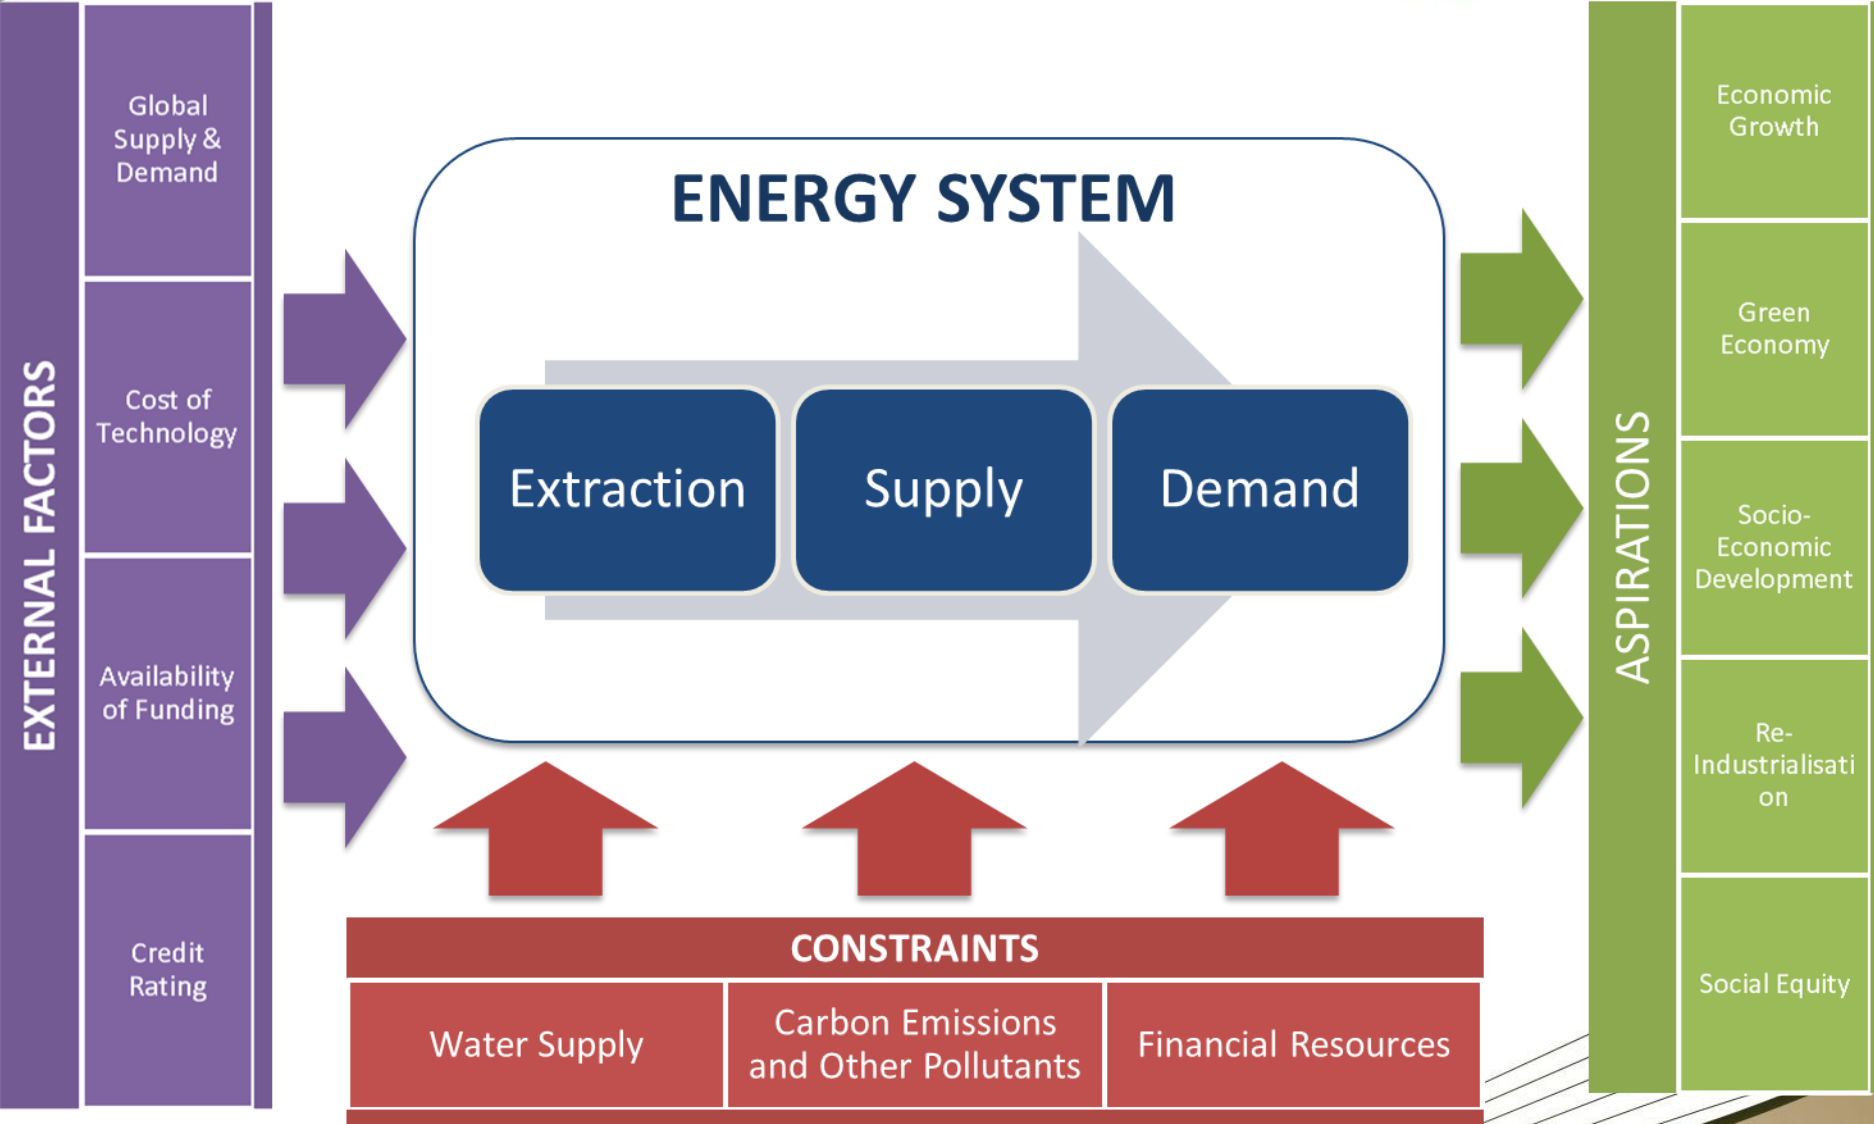 EXTERNAL FACTORS
Global
Supply &
Demand
Cost of
Technology
Availability
of Funding
Credit
Rating
ENERGY SYSTEM
Extraction
Supply
Demand
CONSTRAINTS
Water Supply
Carbon Emissions
and Other Pollutants
Financial Resources
ASPIRATIONS
Economic
Growth
Green
Economy
Socio-
Economic
Development
Re-
Industrialisati
on
Social Equity